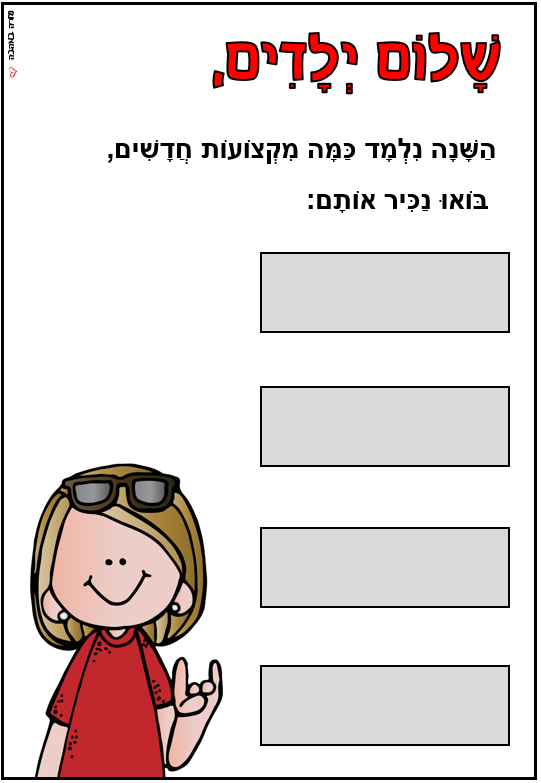 שָׁלוֹם יְלָדִים,
הַשָּׁנָה נִלְמָד כַּמָּה מִקְצוֹעוֹת חֲדָשִׁים,
בּוֹאוּ נַכִּיר אוֹתָם: